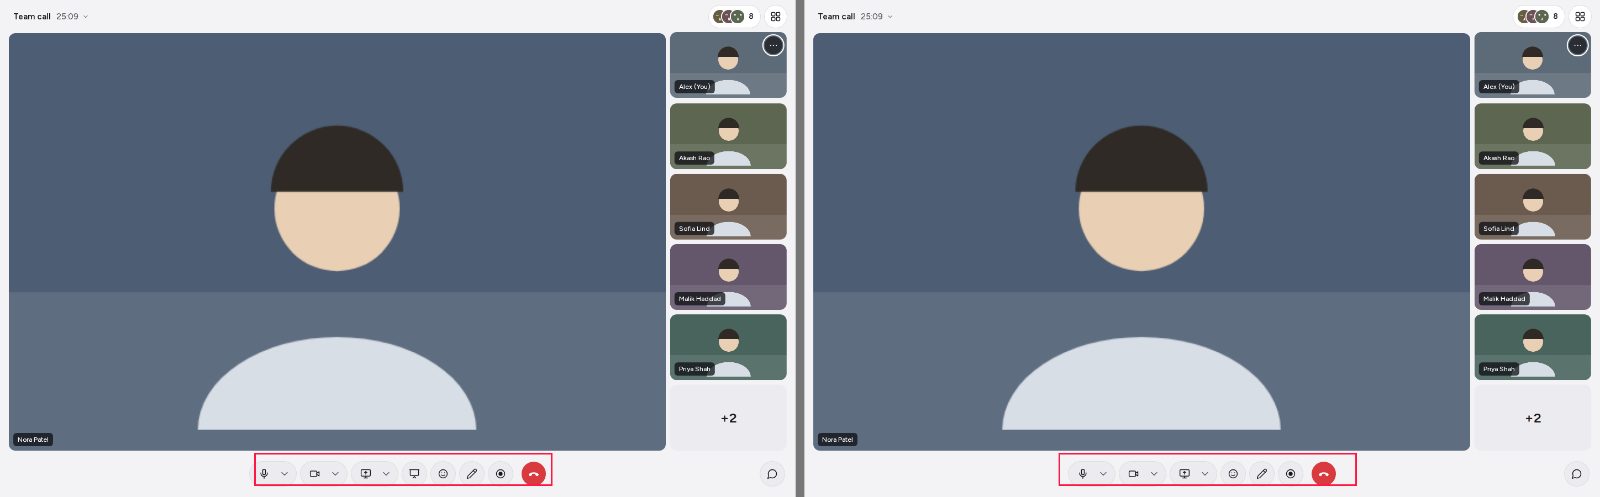 Team call 25:09
8
Alex (You)
Akash Rao
Sofia Lind
Malik Haddad
Priya Shah
+2
Nora Patel
Team call 25:09
8
Alex (You)
Akash Rao
Sofia Lind
Malik Haddad
Priya Shah
+2
Nora Patel